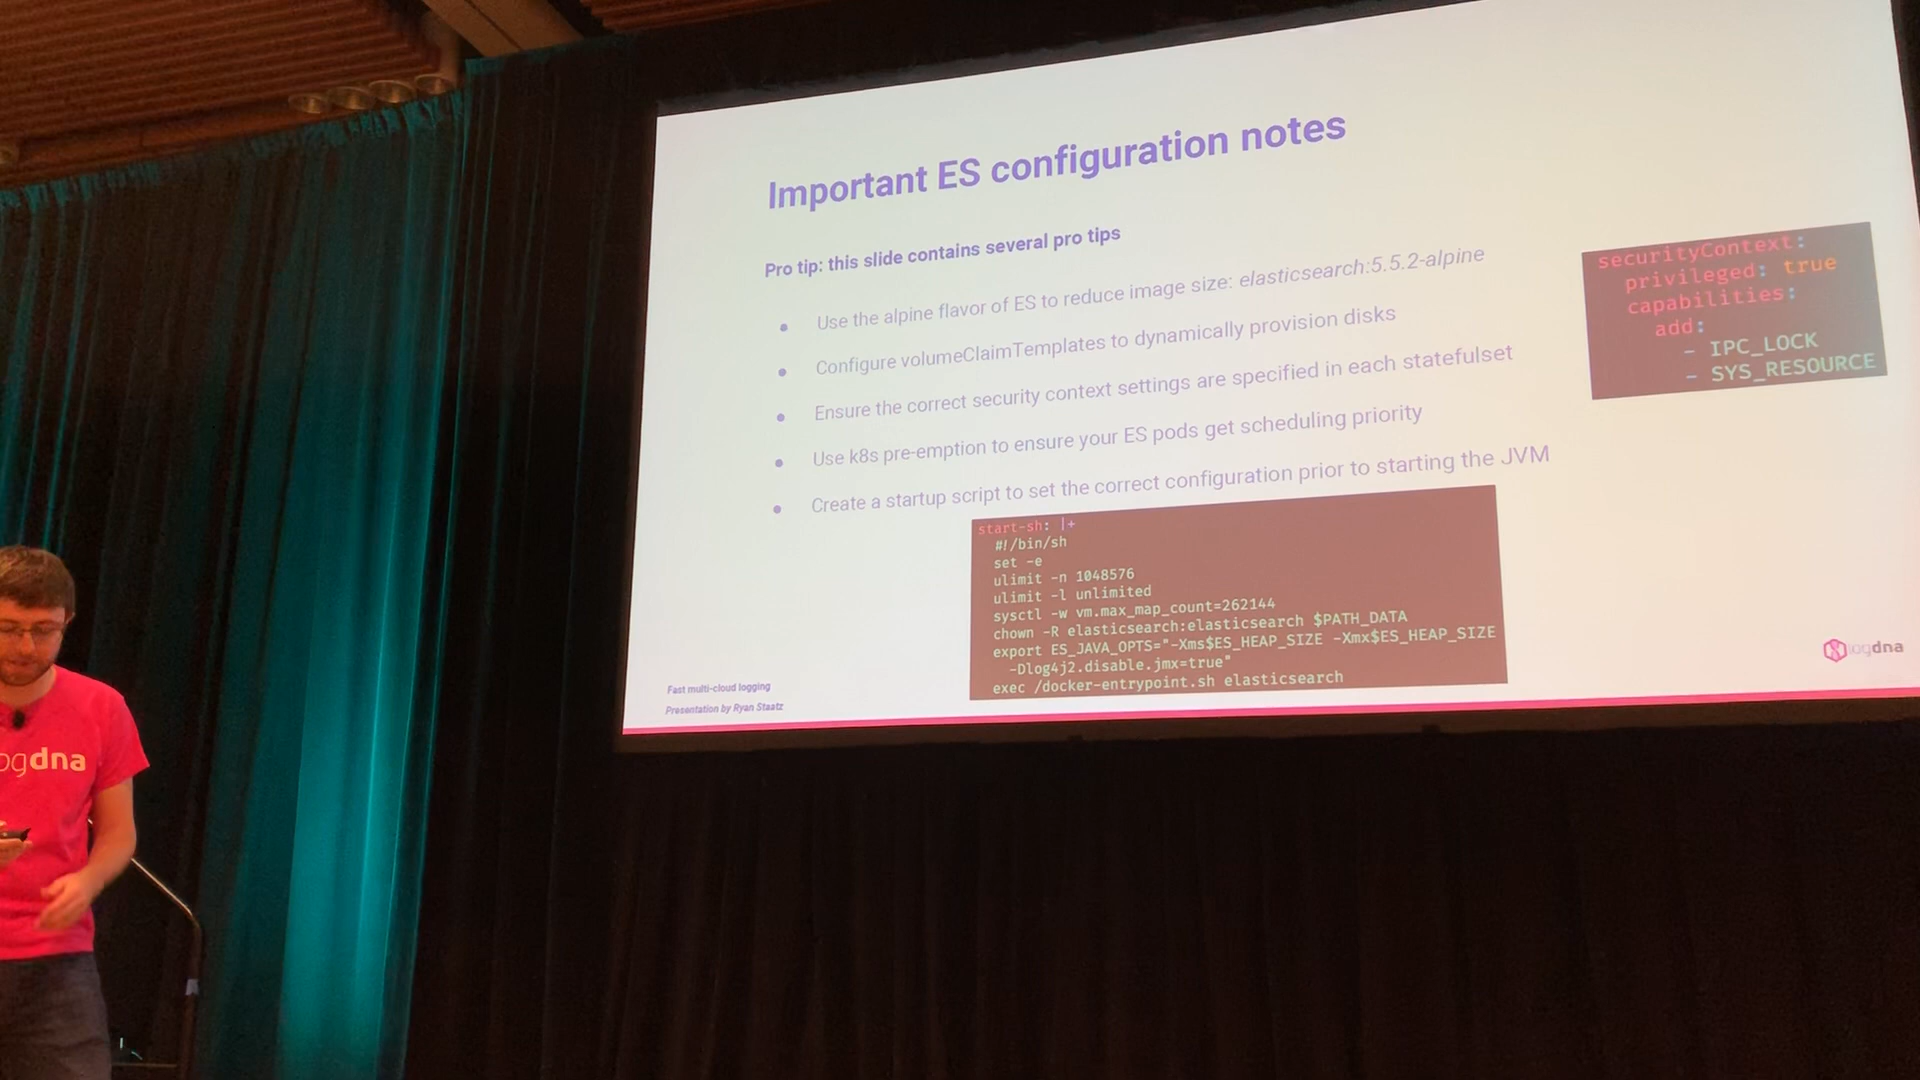 Important ES configuration notes
Pro tip: this slide contains several pro tips
● Use the alpine flavor of ES to reduce image size: elasticsearch:5.5.2-alpine
● Configure volumeClaimTemplates to dynamically provision disks
● Ensure the correct security context settings are specified in each statefulset
● Use k8s pre-emption to ensure your ES pods get scheduling priority
● Create a startup script to set the correct configuration prior to starting the JVM
securityContext:
privileged: true
capabilities:
add:
- IPC_LOCK
- SYS_RESOURCE
start-sh: |+
#!/bin/sh
set -e
ulimit -n 1048576
ulimit -l unlimited
sysctl -w vm.max_map_count=262144
chown -R elasticsearch:elasticsearch $PATH_DATA
export ES_JAVA_OPTS="-Xms$ES_HEAP_SIZE -Xmx$ES_HEAP_SIZE
-Dlog4j2.disable.jmx=true"
exec /docker-entrypoint.sh elasticsearch
Fast multi-cloud logging
Presentation by Ryan Staatz
logdna
ogdna